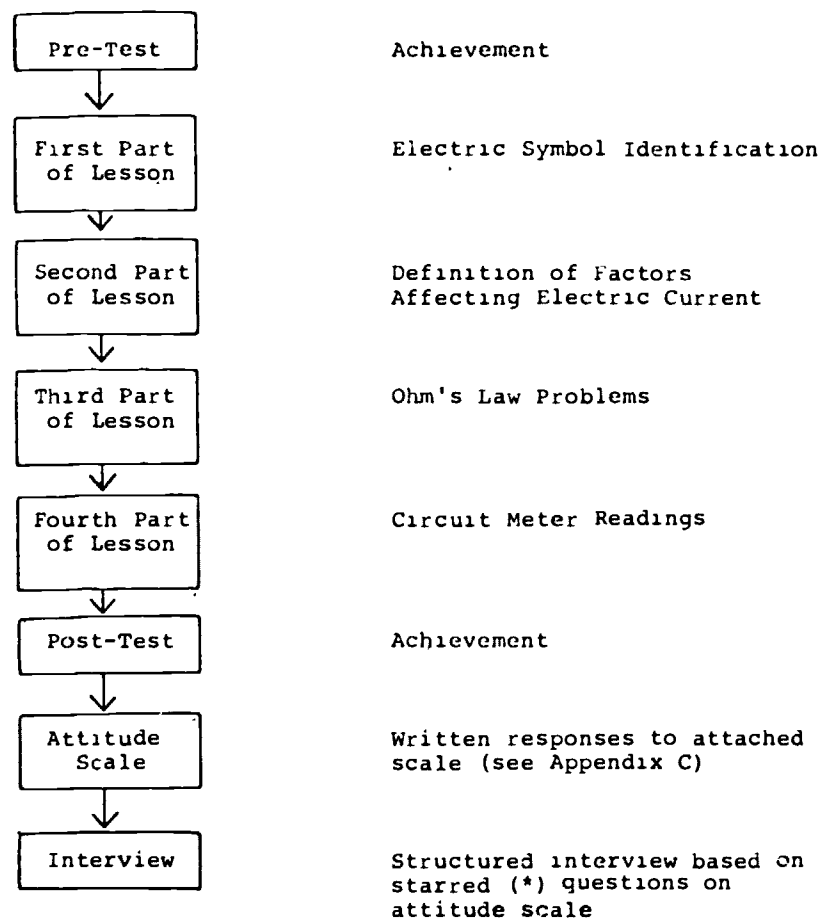 Pre-Test
Achievement
First Part
of Lesson
Electric Symbol Identification
Second Part
of Lesson
Definition of Factors
Affecting Electric Current
Third Part
of Lesson
Ohm's Law Problems
Fourth Part
of Lesson
Circuit Meter Readings
Post-Test
Achievement
Attitude
Scale
Written responses to attached
scale (see Appendix C)
Interview
Structured interview based on
starred (*) questions on
attitude scale